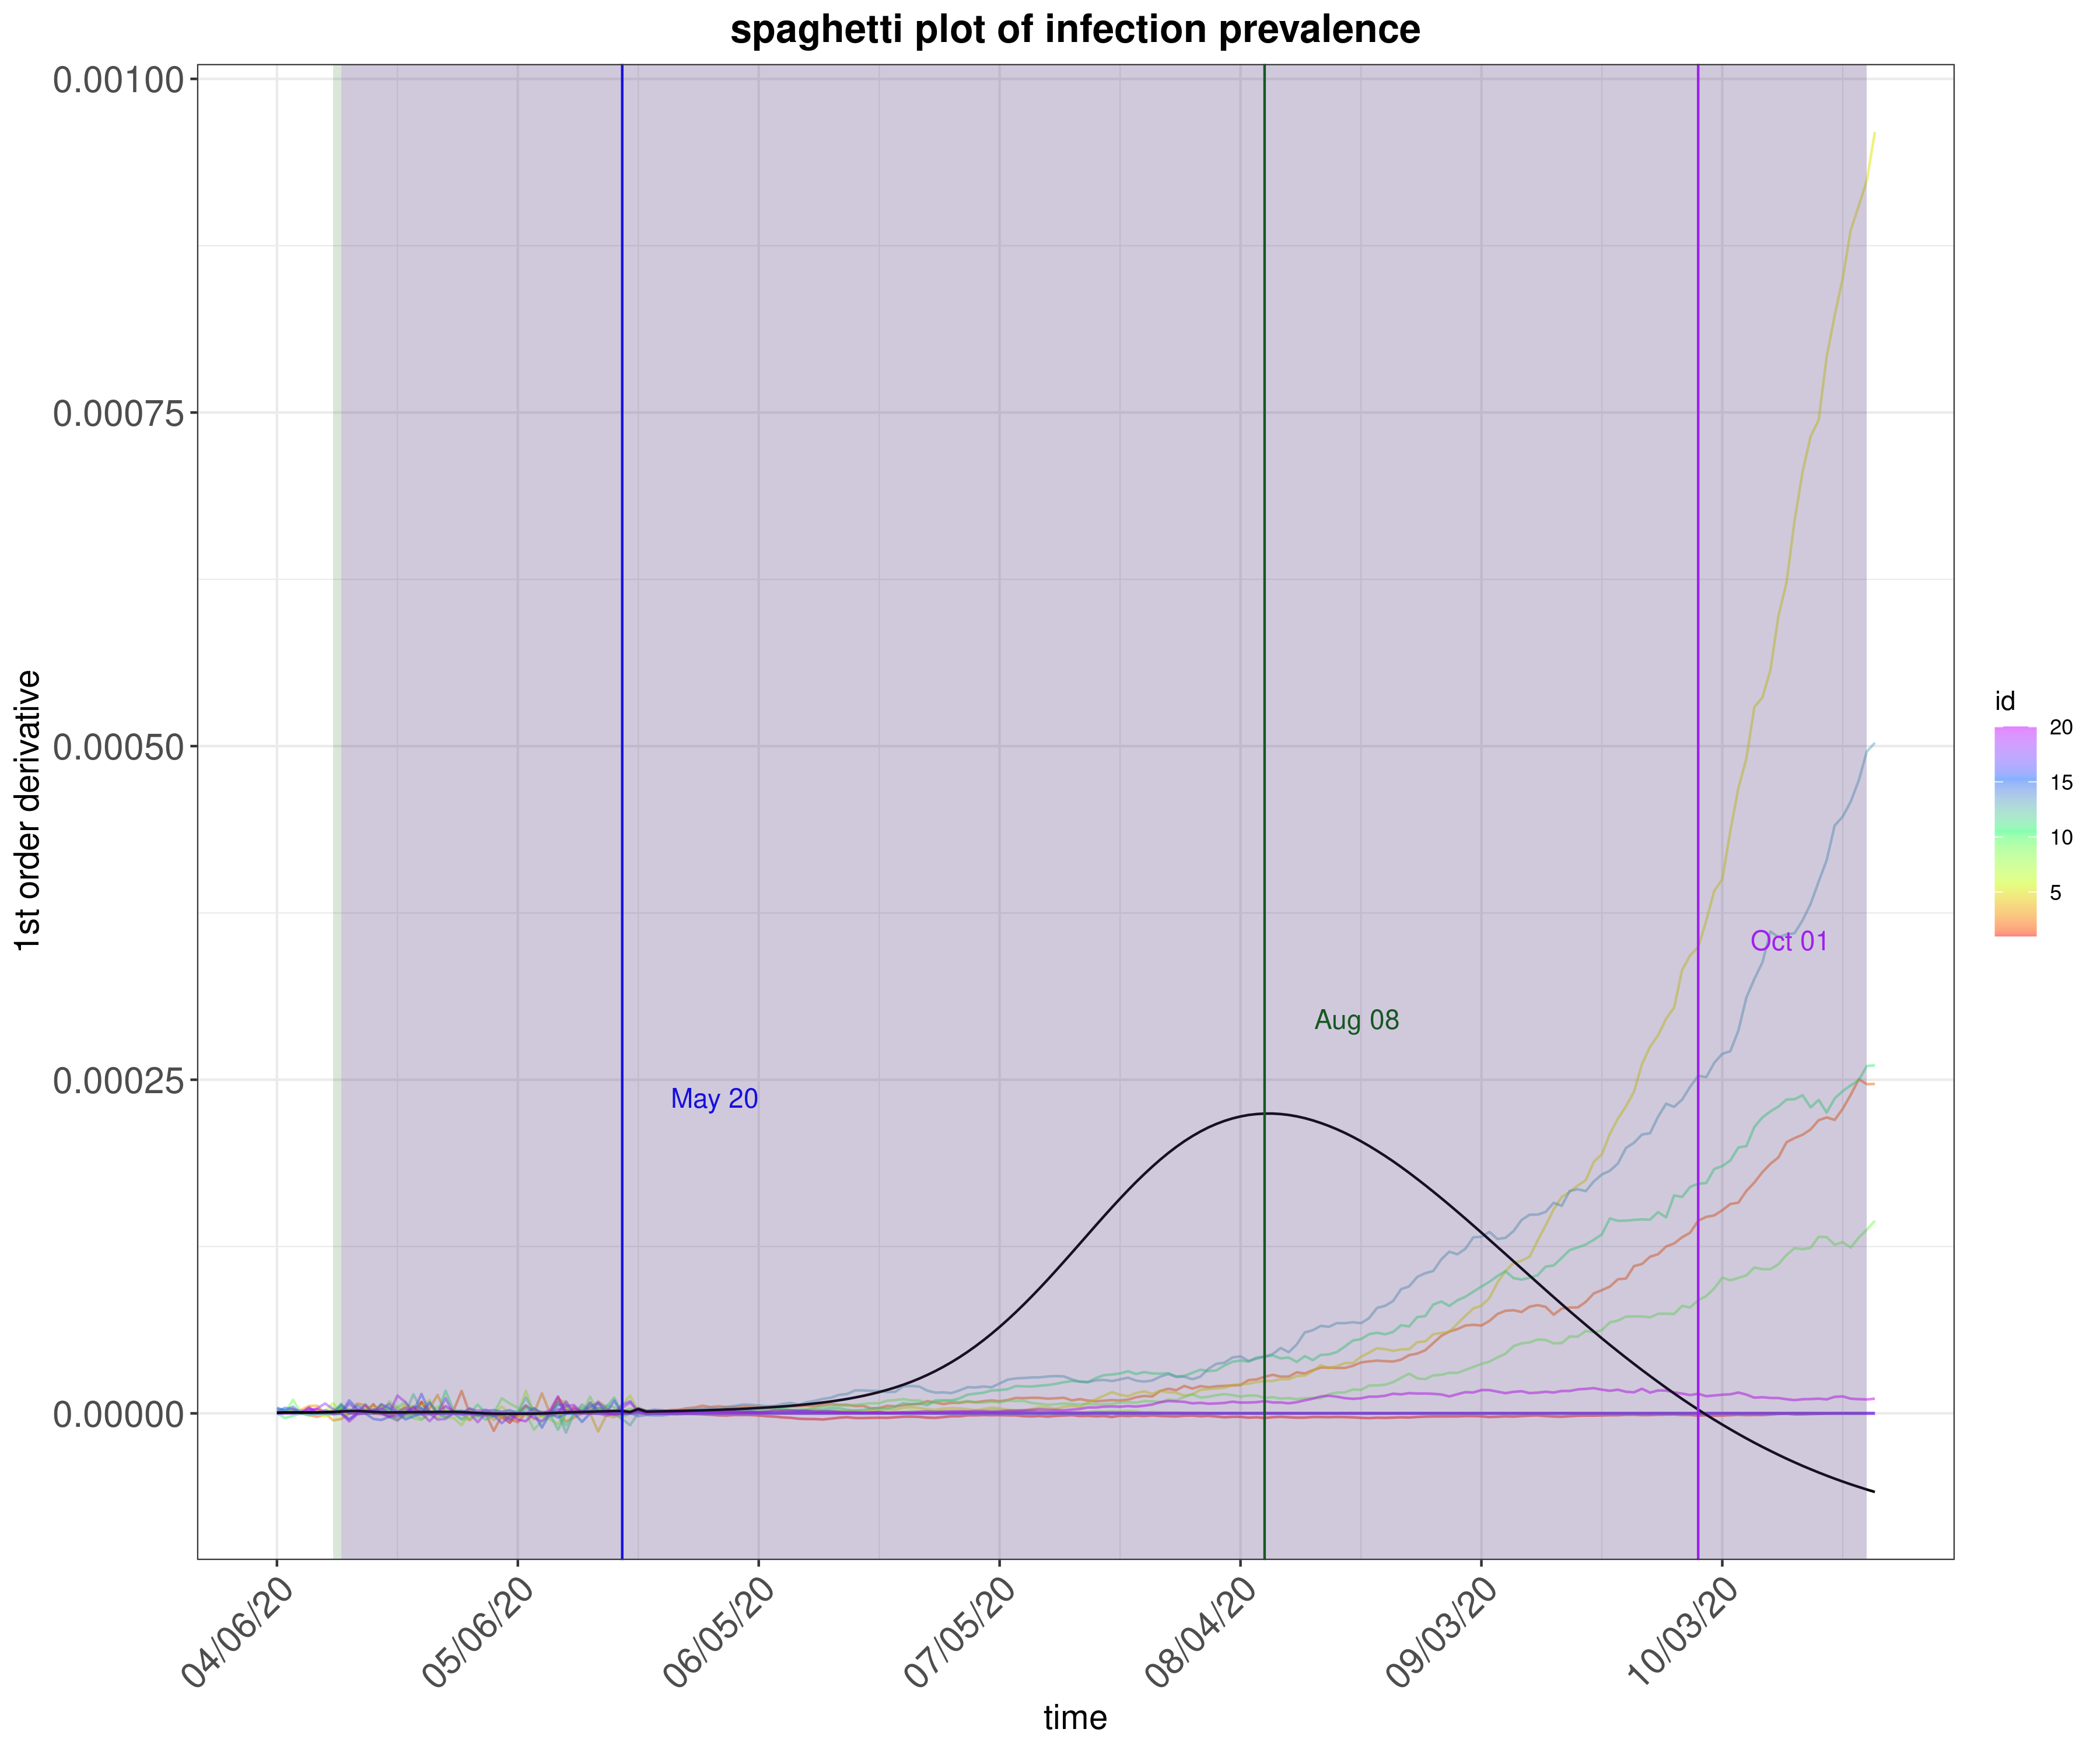 spaghetti plot of infection prevalence
0.00100
0.00075
0.00050
0.00025
0.00000
1st order derivative
May 20
Aug 08
Oct 01
id
20
15
10
5
04/06/20
05/06/20
06/05/20
07/05/20
08/04/20
09/03/20
10/03/20
time